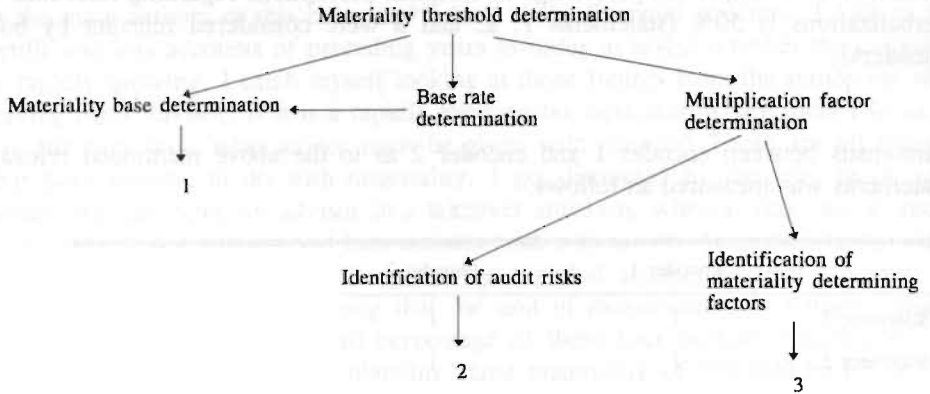 Materiality threshold determination
Materiality base determination
Base rate
determination
Multiplication factor
determination
1
Identification of audit risks
Identification of
materiality determining
factors
2
3